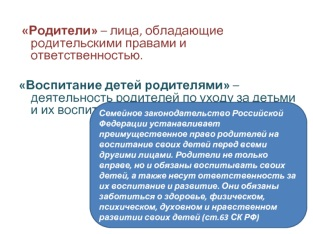 «Родители» – лица, обладающие
родительскими правами и
ответственностью.
«Воспитание детей родителями» –
деятельность родителей по уходу за детьми
и их воспит
Семейное законодательство Российской
Федерации устанавливает
преимущественное право родителей на
воспитание своих детей перед всеми
другими лицами. Родители не только
вправе, но и обязаны воспитывать своих
детей, а также несут ответственность за
их воспитание и развитие. Они обязаны
заботиться о здоровье, физическом,
психическом, духовном и нравственном
развитии своих детей (ст.63 СК РФ)